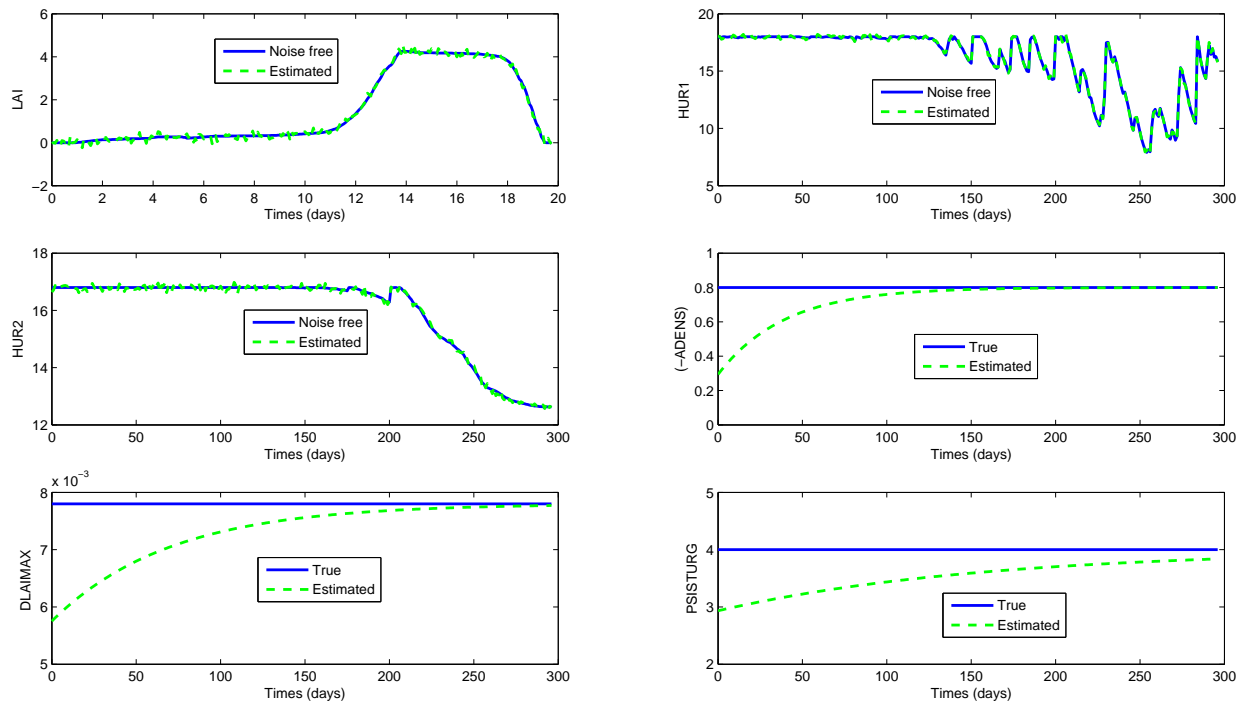 6
4
2
0
−2
LAI
Noise free
Estimated
0 2 4 6 8 10 12 14 16 18 20
Times (days)
20
15
10
5
HUR1
Noise free
Estimated
0 50 100 150 200 250 300
Times (days)
18
16
14
12
HUR2
Noise free
Estimated
0 50 100 150 200 250 300
Times (days)
1
0.8
0.6
0.4
0.2
0
(−ADENS)
True
Estimated
0 50 100 150 200 250 300
Times (days)
x 10−3
8
7
6
5
DLAIMAX
True
Estimated
0 50 100 150 200 250 300
Times (days)
5
4
3
2
PSISTURG
True
Estimated
0 50 100 150 200 250 300
Times (days)